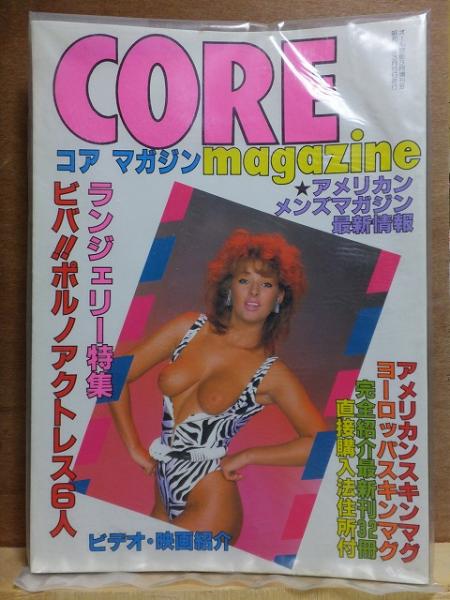 CORE
magazine
コア マガジン
★アメリカン
メンズマガジン
最新情報
ランジェリー特集
ビバ!!ポルノアクトレス6人
アメリカンスキンマグ
ヨーロッパスキンマグ
完全紹介最新刊32冊
直接購入法住所付
ビデオ・映画紹介